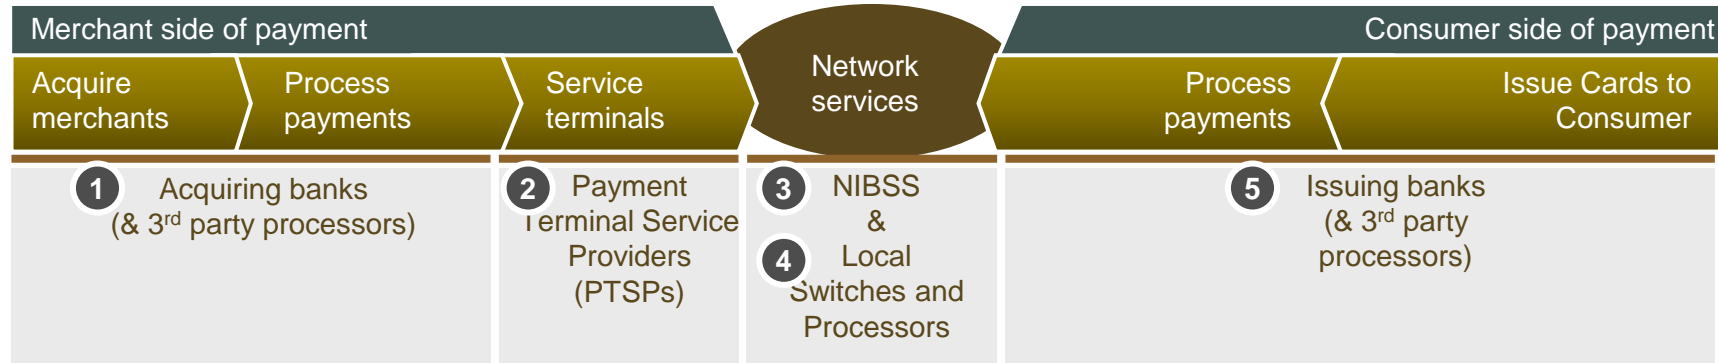 Merchant side of payment
Consumer side of payment
Acquire
merchants
Process
payments
Service
terminals
Network
services
Process
payments
Issue Cards to
Consumer
1
Acquiring banks
(& 3rd party processors)
2
Payment
Terminal Service
Providers
(PTSPs)
3
NIBSS
&
4
Local
Switches and
Processors
5
Issuing banks
(& 3rd party
processors)